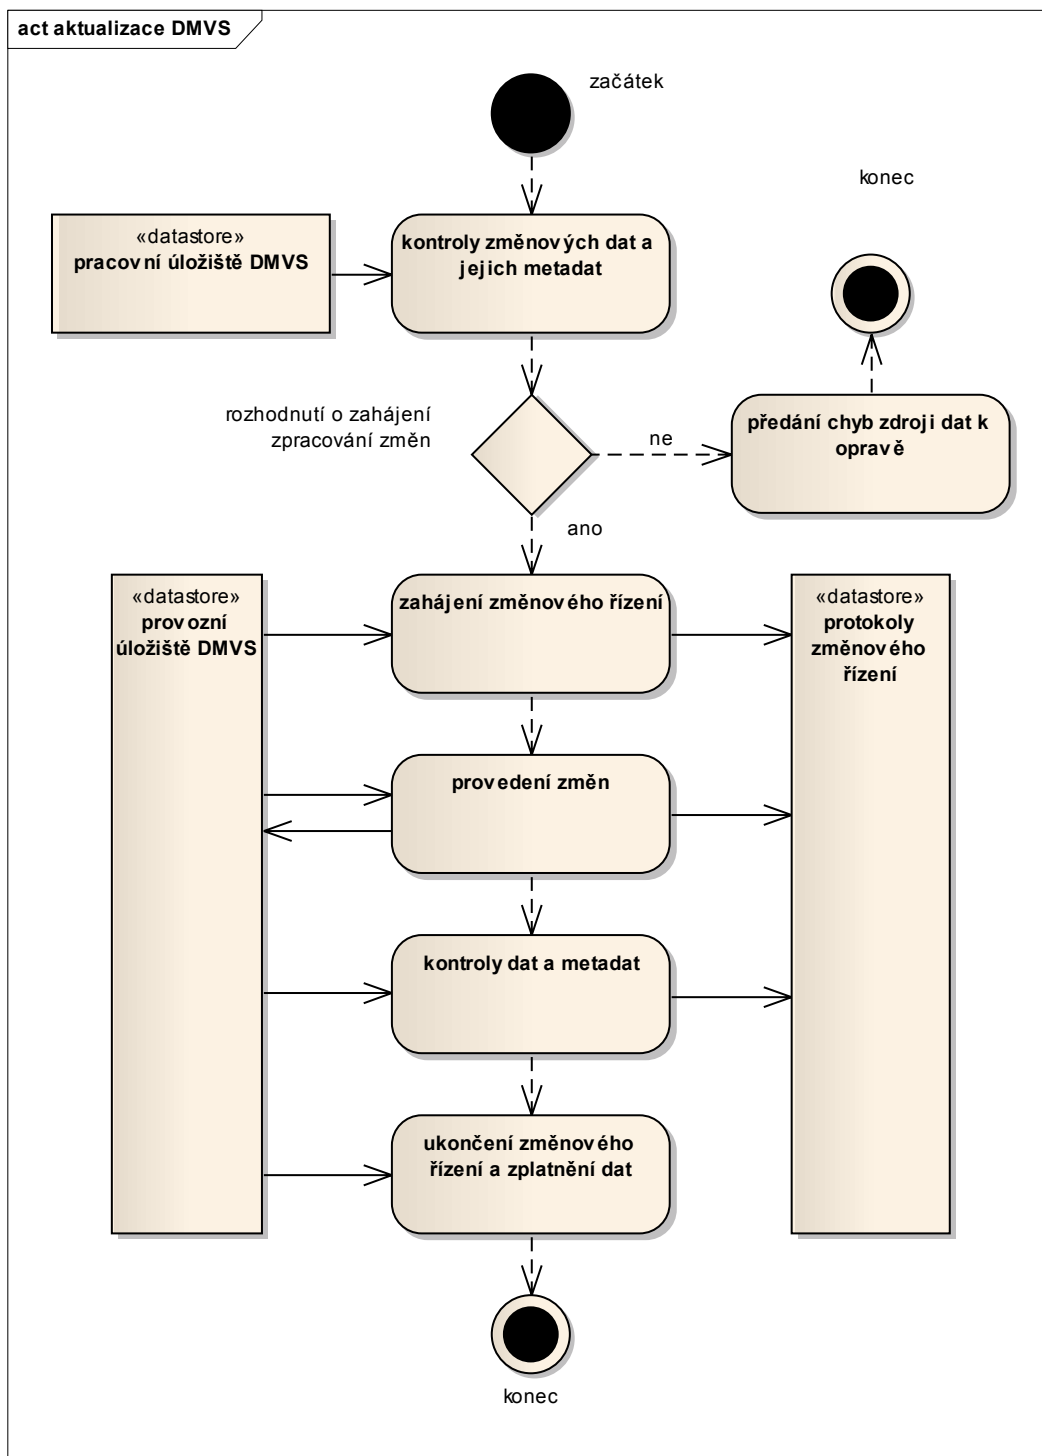 act aktualizace DMVS
začátek
konec
«datastore»
pracovní úložiště DMVS
kontroly změnových dat a
jejich metadat
rozhodnutí o zahájení
zpracování změn
ne
předání chyb zdroji dat k
opravě
ano
«datastore»
provozní
úložiště DMVS
zahájení změnového řízení
«datastore»
protokoly
změnového
řízení
provedení změn
kontroly dat a metadat
ukončení změnového
řízení a zplatnění dat
konec